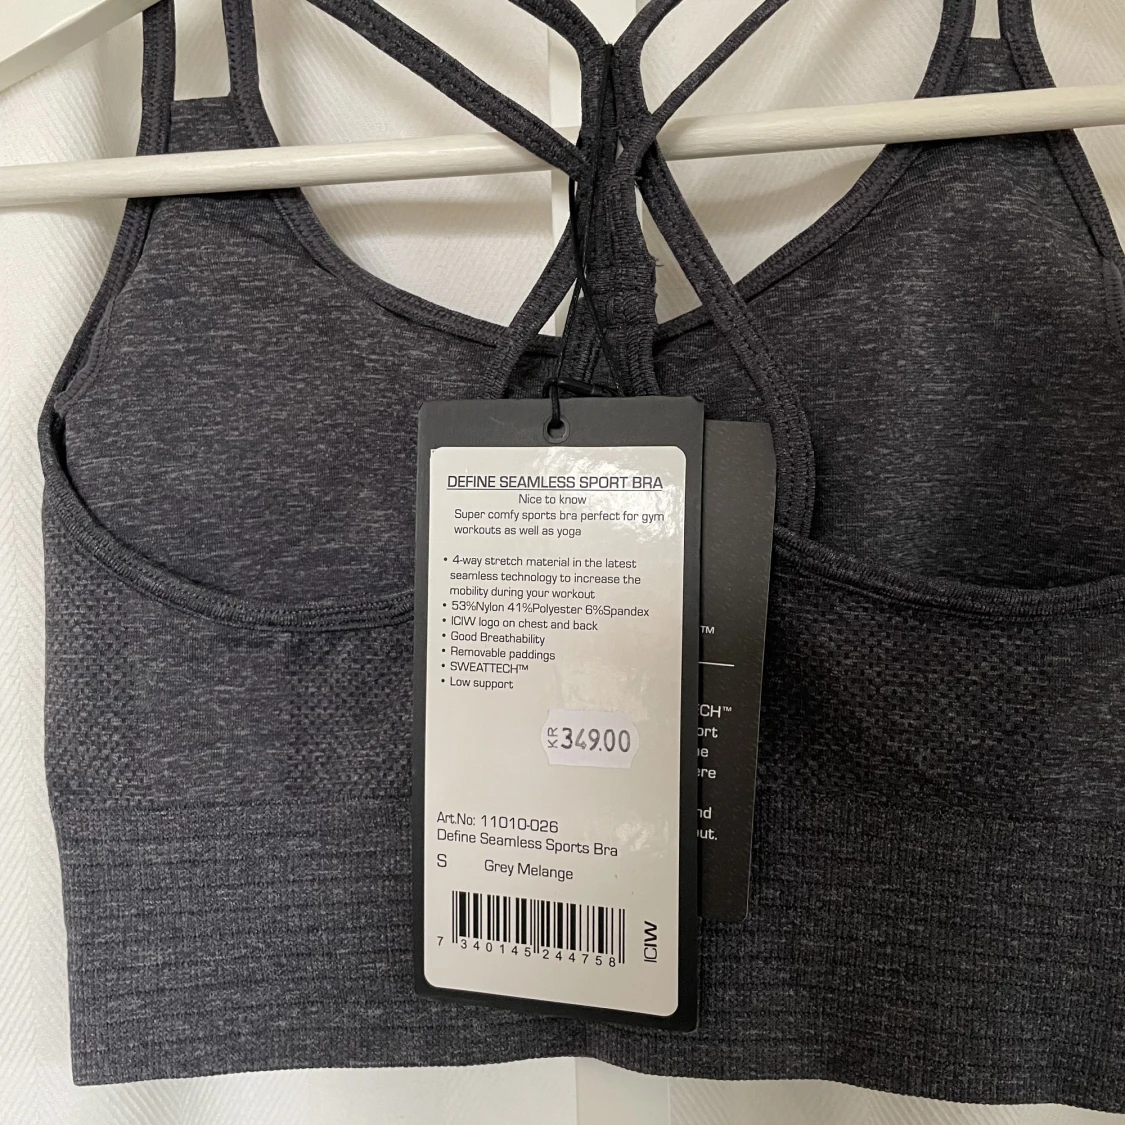 DEFINE SEAMLESS SPORT BRA
Nice to know
Super comfy sports bra perfect for gym
workouts as well as yoga
• 4-way stretch material in the latest
seamless technology to increase the
mobility during your workout
• 53%Nylon 41%Polyester 6%Spandex
• ICIW logo on chest and back
• Good Breathability
• Removable paddings
• SWEATTECH™
• Low support
KR 349.00
Art.No: 11010-026
Define Seamless Sports Bra
S Grey Melange
7 340145 244758
ICIW